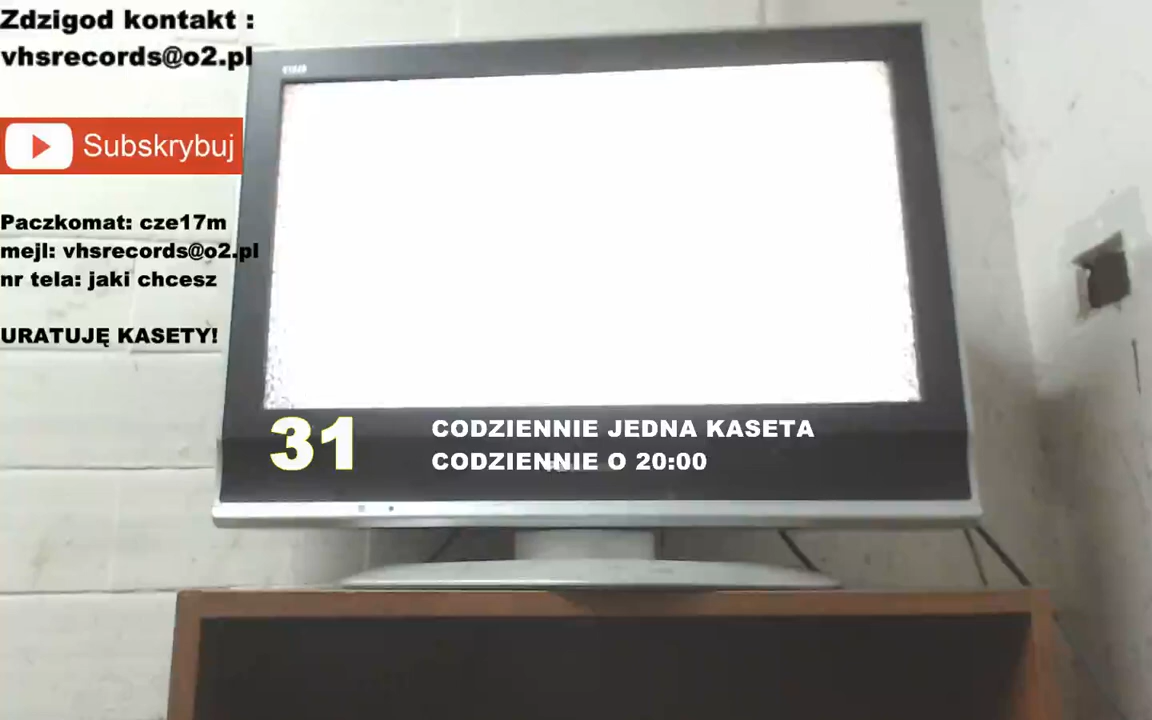 Zdzigod kontakt :
vhsrecords@o2.pl
Subskrybuj
Paczkomat: cze17m
mejl: vhsrecords@o2.pl
nr tela: jaki chcesz
URATUJĘ KASETY!
31
CODZIENNIE JEDNA KASETA
CODZIENNIE O 20:00